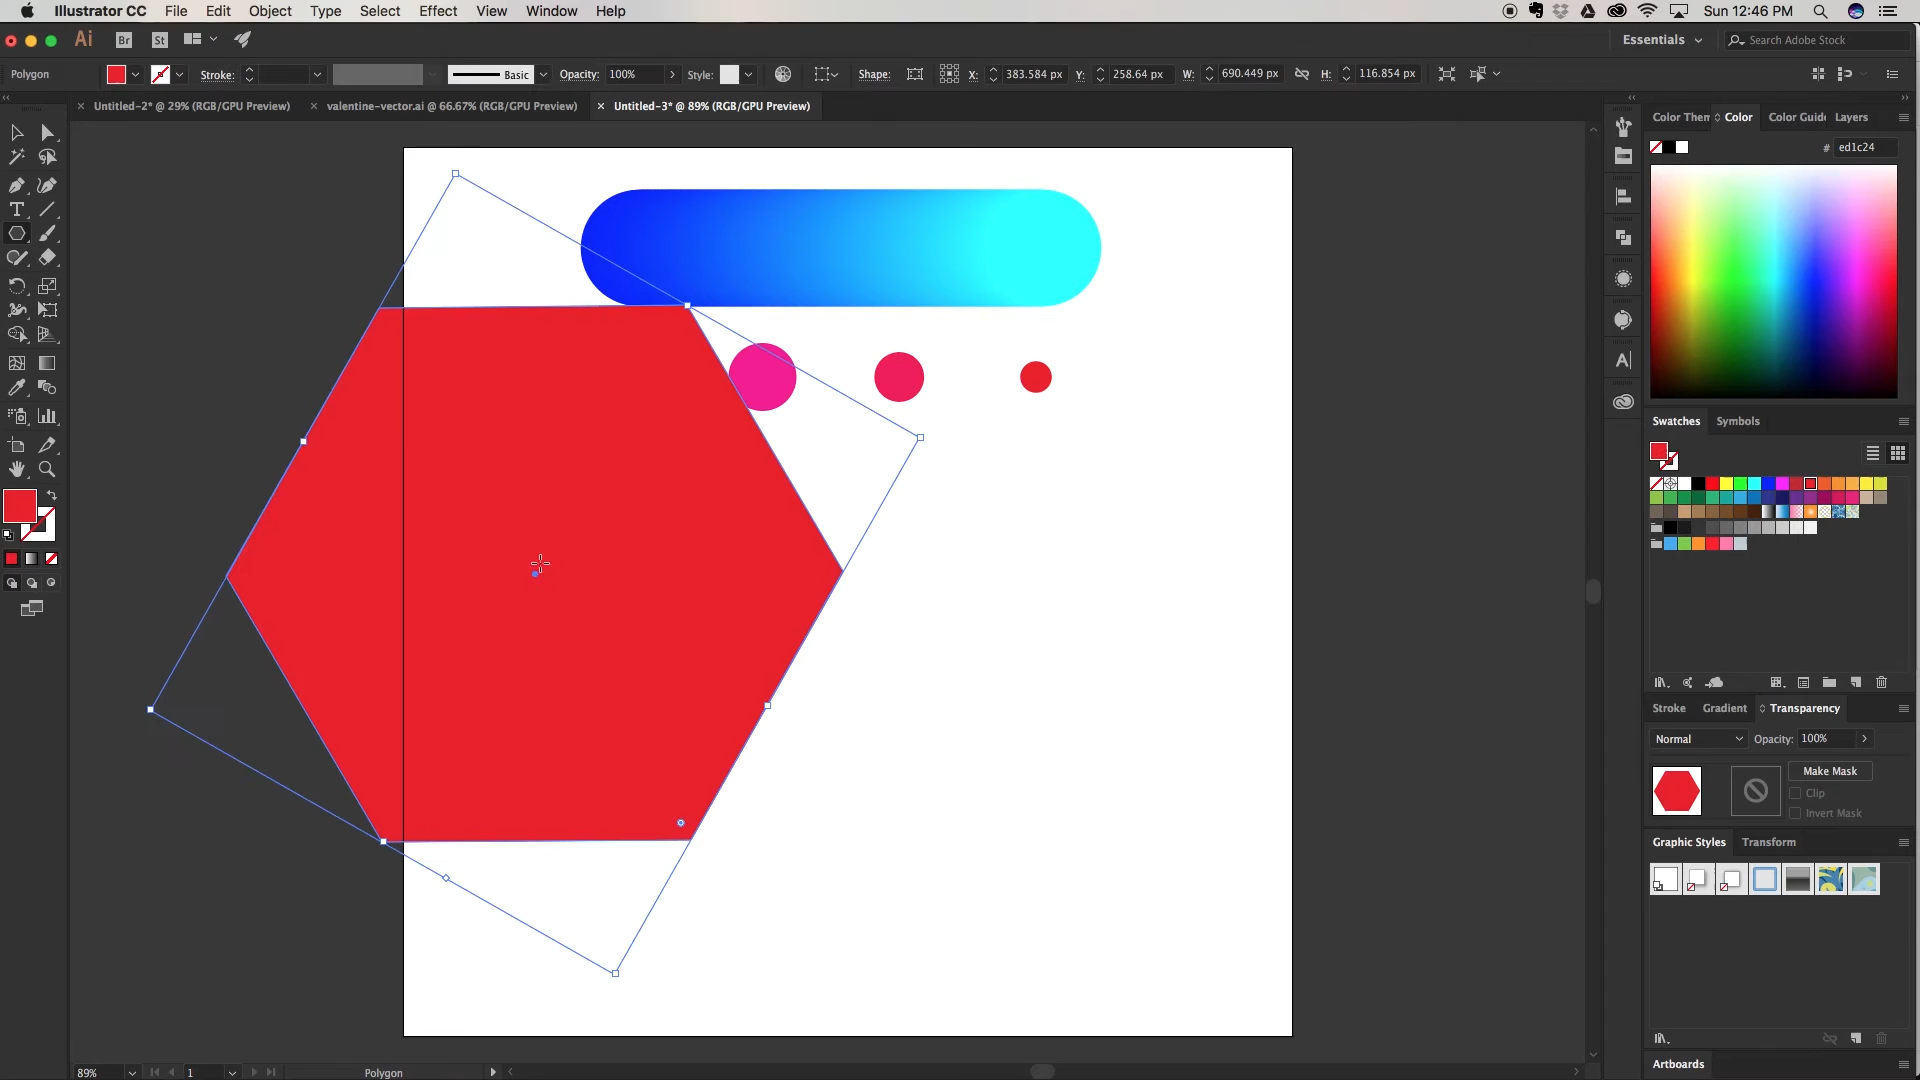 Illustrator CC File Edit Object Type Select Effect View Window Help Sun 12:46 PM
Ai Br St Essentials Search Adobe Stock
Polygon Stroke: Basic Opacity: 100% Style: Shape: X: 383.584 px Y: 258.64 px W: 690.449 px H: 116.854 px
Untitled-2* @ 29% (RGB/GPU Preview) valentine-vector.ai @ 66.67% (RGB/GPU Preview) Untitled-3* @ 89% (RGB/GPU Preview)
Color Them Color Color Guid Layers
# ed1c24
Swatches Symbols
Stroke Gradient Transparency
Normal Opacity: 100%
Make Mask
Clip
Invert Mask
Graphic Styles Transform
Artboards
89% 1 Polygon